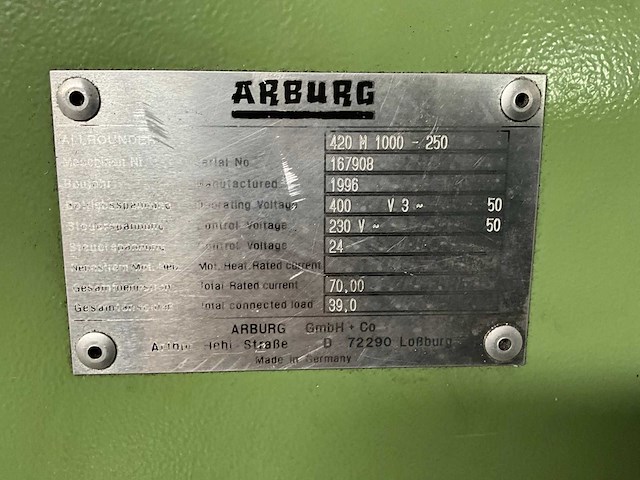 ARBURG
ALLROUNDER 420 M 1000 - 250
Serial No 167908
Manufactured 1996
Operating Voltage 400 V 3 ~ 50
Control Voltage 230 V ~ 50
Control Voltage 24
Mot. Heat Rated current
Total Rated current 70,00
Total connected load 39,0
ARBURG GmbH + Co
Straße D 72290 Loßburg
Made in Germany